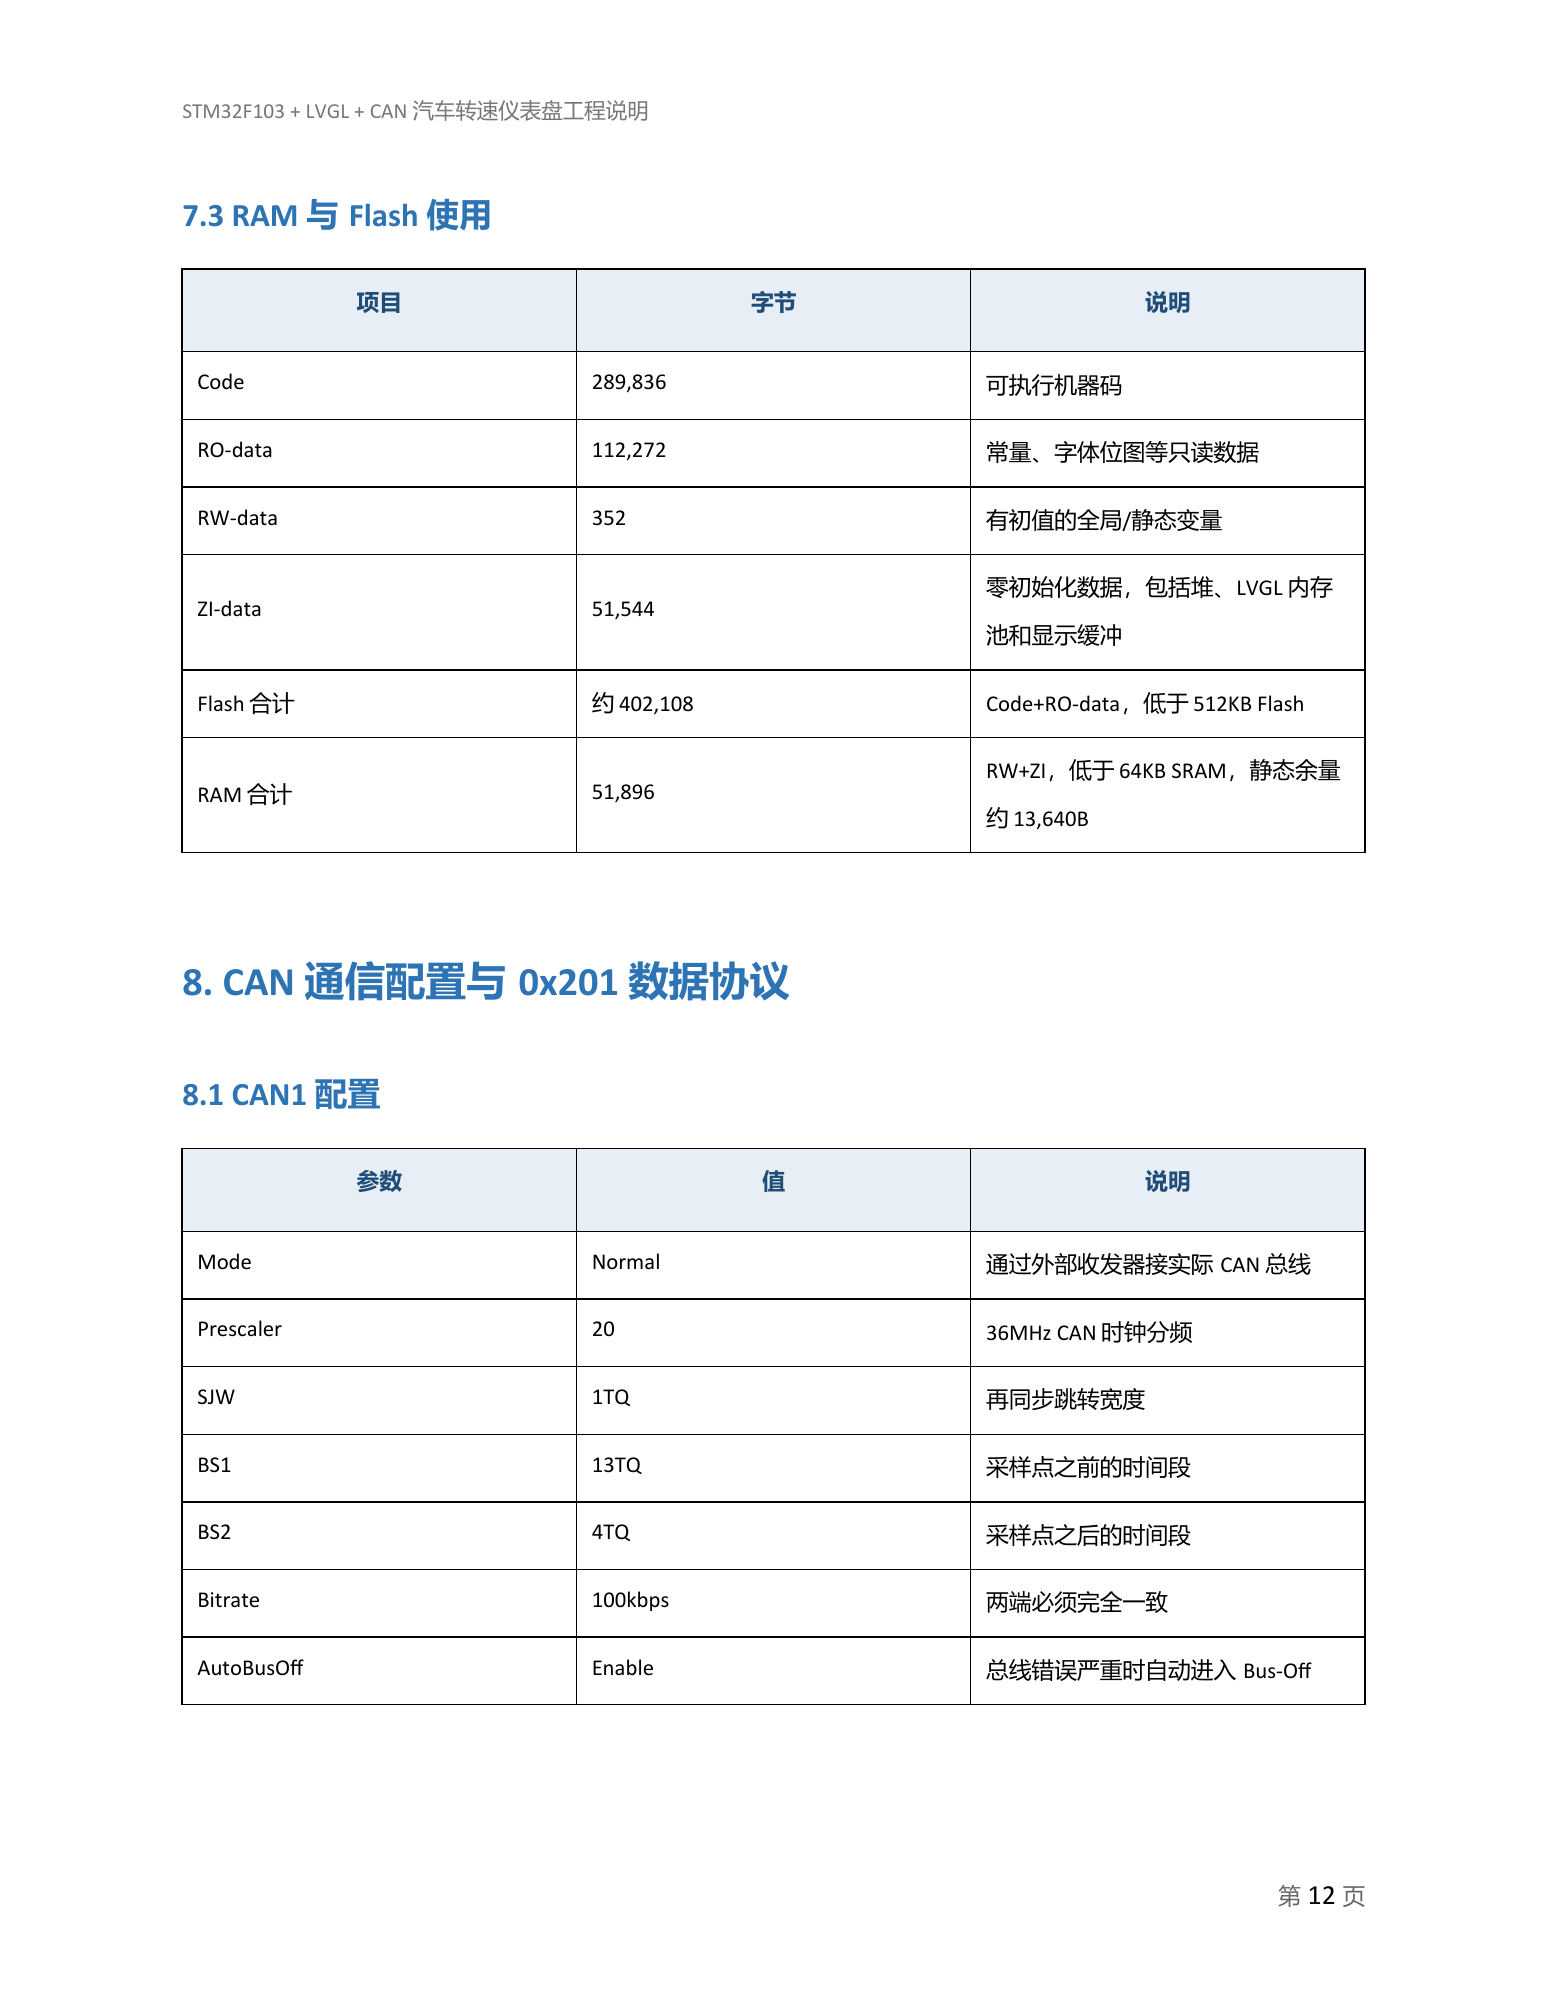 STM32F103 + LVGL + CAN 汽车转速仪表盘工程说明
7.3 RAM 与 Flash 使用
项目 字节 说明
Code 289,836 可执行机器码
RO-data 112,272 常量、字体位图等只读数据
RW-data 352 有初值的全局/静态变量
ZI-data 51,544 零初始化数据，包括堆、LVGL 内存
池和显示缓冲
Flash 合计 约 402,108 Code+RO-data，低于 512KB Flash
RAM 合计 51,896 RW+ZI，低于 64KB SRAM，静态余量
约 13,640B
8. CAN 通信配置与 0x201 数据协议
8.1 CAN1 配置
参数 值 说明
Mode Normal 通过外部收发器接实际 CAN 总线
Prescaler 20 36MHz CAN 时钟分频
SJW 1TQ 再同步跳转宽度
BS1 13TQ 采样点之前的时间段
BS2 4TQ 采样点之后的时间段
Bitrate 100kbps 两端必须完全一致
AutoBusOff Enable 总线错误严重时自动进入 Bus-Off
第 12 页